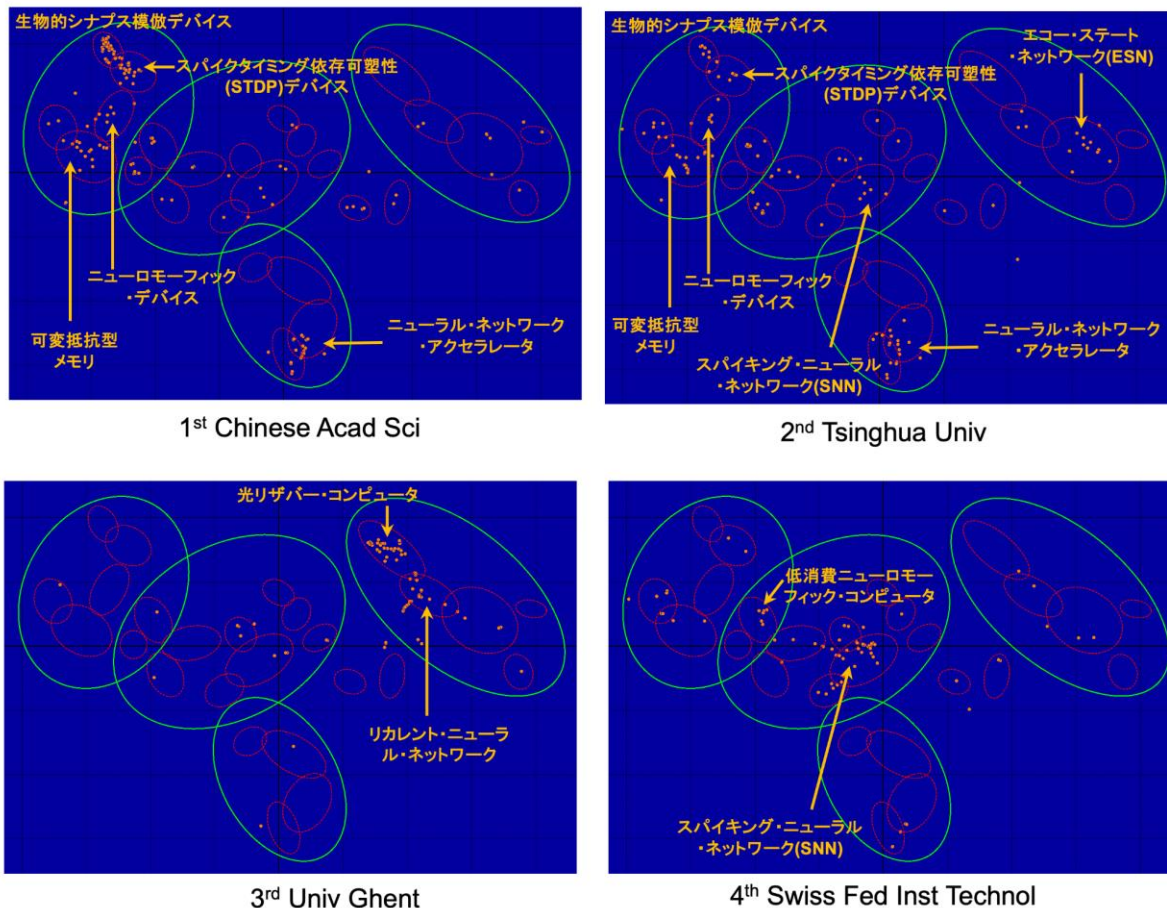 生物的シナプス模倣デバイス
スパイクタイミング依存可塑性
(STDP)デバイス
ニューロモーフィック
・デバイス
可変抵抗型
メモリ
ニューラル・ネットワーク
・アクセラレータ
1st Chinese Acad Sci
生物的シナプス模倣デバイス
エコー・ステート
・ネットワーク(ESN)
スパイクタイミング依存可塑性
(STDP)デバイス
ニューロモーフィック
・デバイス
可変抵抗型
メモリ
ニューラル・ネットワーク
・アクセラレータ
スパイキング・ニューラル
・ネットワーク(SNN)
2nd Tsinghua Univ
光リザバー・コンピュータ
リカレント・ニューラ
ル・ネットワーク
3rd Univ Ghent
低消費ニューロモー
フィック・コンピュータ
スパイキング・ニューラル
・ネットワーク(SNN)
4th Swiss Fed Inst Technol